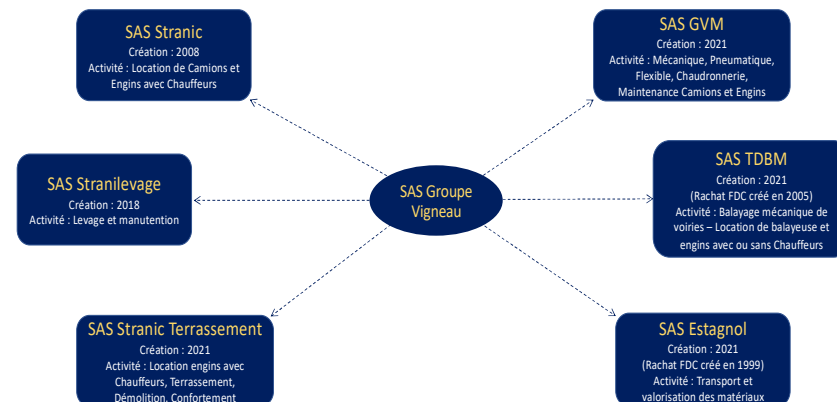 SAS Stranic
Création : 2008
Activité : Location de Camions et
Engins avec Chauffeurs
SAS GVM
Création : 2021
Activité : Mécanique, Pneumatique,
Flexible, Chaudronnerie,
Maintenance Camions et Engins
SAS Stranilevage
Création : 2018
Activité : Levage et manutention
SAS Groupe
Vigneau
SAS TDBM
Création : 2021
(Rachat FDC créé en 2005)
Activité : Balayage mécanique de
voiries – Location de balayeuse et
engins avec ou sans Chauffeurs
SAS Stranic Terrassement
Création : 2021
Activité : Location engins avec
Chauffeurs, Terrassement,
Démolition, Confortement
SAS Estagnol
Création : 2021
(Rachat FDC créé en 1999)
Activité : Transport et
valorisation des matériaux